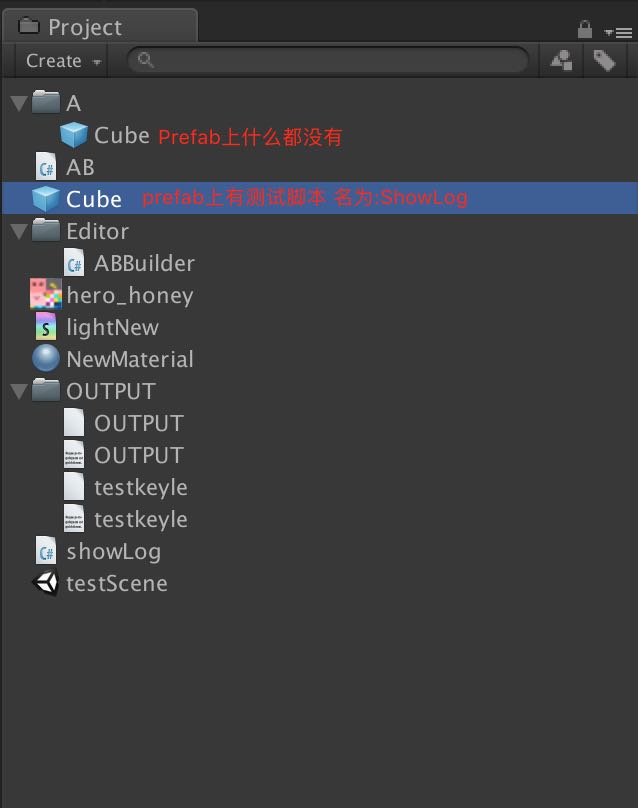 Project
Create
A
Cube Prefab上什么都没有
C# AB
Cube prefab上有测试脚本 名为:ShowLog
Editor
C# ABBuilder
hero_honey
S lightNew
NewMaterial
OUTPUT
OUTPUT
OUTPUT
testkeyle
testkeyle
C# showLog
testScene